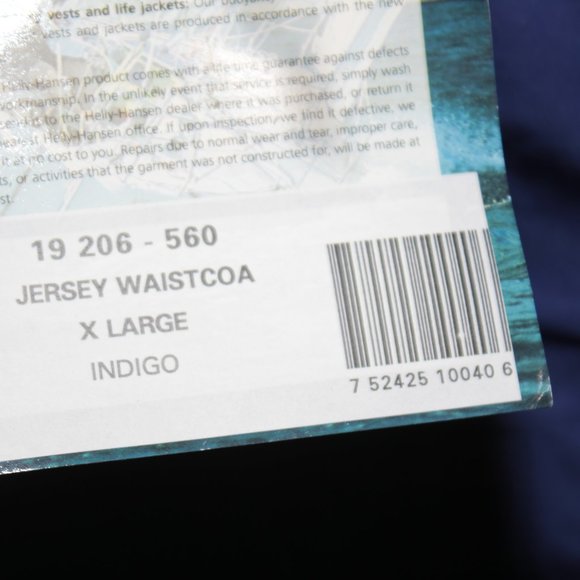 vests and life jackets: Our buoyancy
vests and jackets are produced in accordance with the new
Helly-Hansen product comes with a life-time guarantee against defects
workmanship. In the unlikely event that service is required, simply wash
send it to the Helly-Hansen dealer where it was purchased, or return it
nearest Helly-Hansen office. If upon inspection, we find it defective, we
it at no cost to you. Repairs due to normal wear and tear, improper care,
ts, or activities that the garment was not constructed for, will be made at
st.
19 206 - 560
JERSEY WAISTCOA
X LARGE
INDIGO
7 52425 10040 6